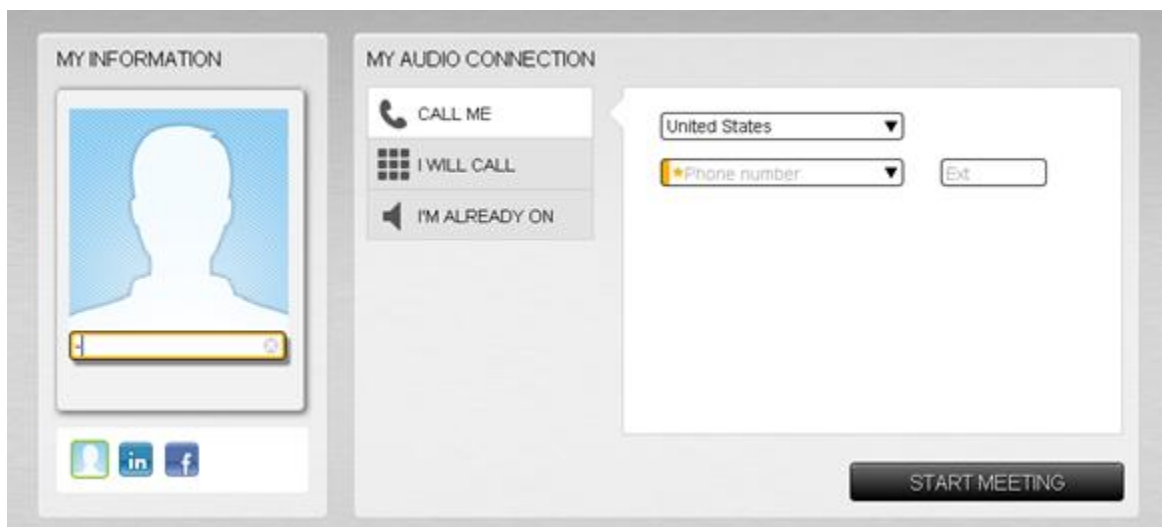 MY INFORMATION
-
in f
MY AUDIO CONNECTION
CALL ME
I WILL CALL
I'M ALREADY ON
United States
*Phone number
Ext
START MEETING